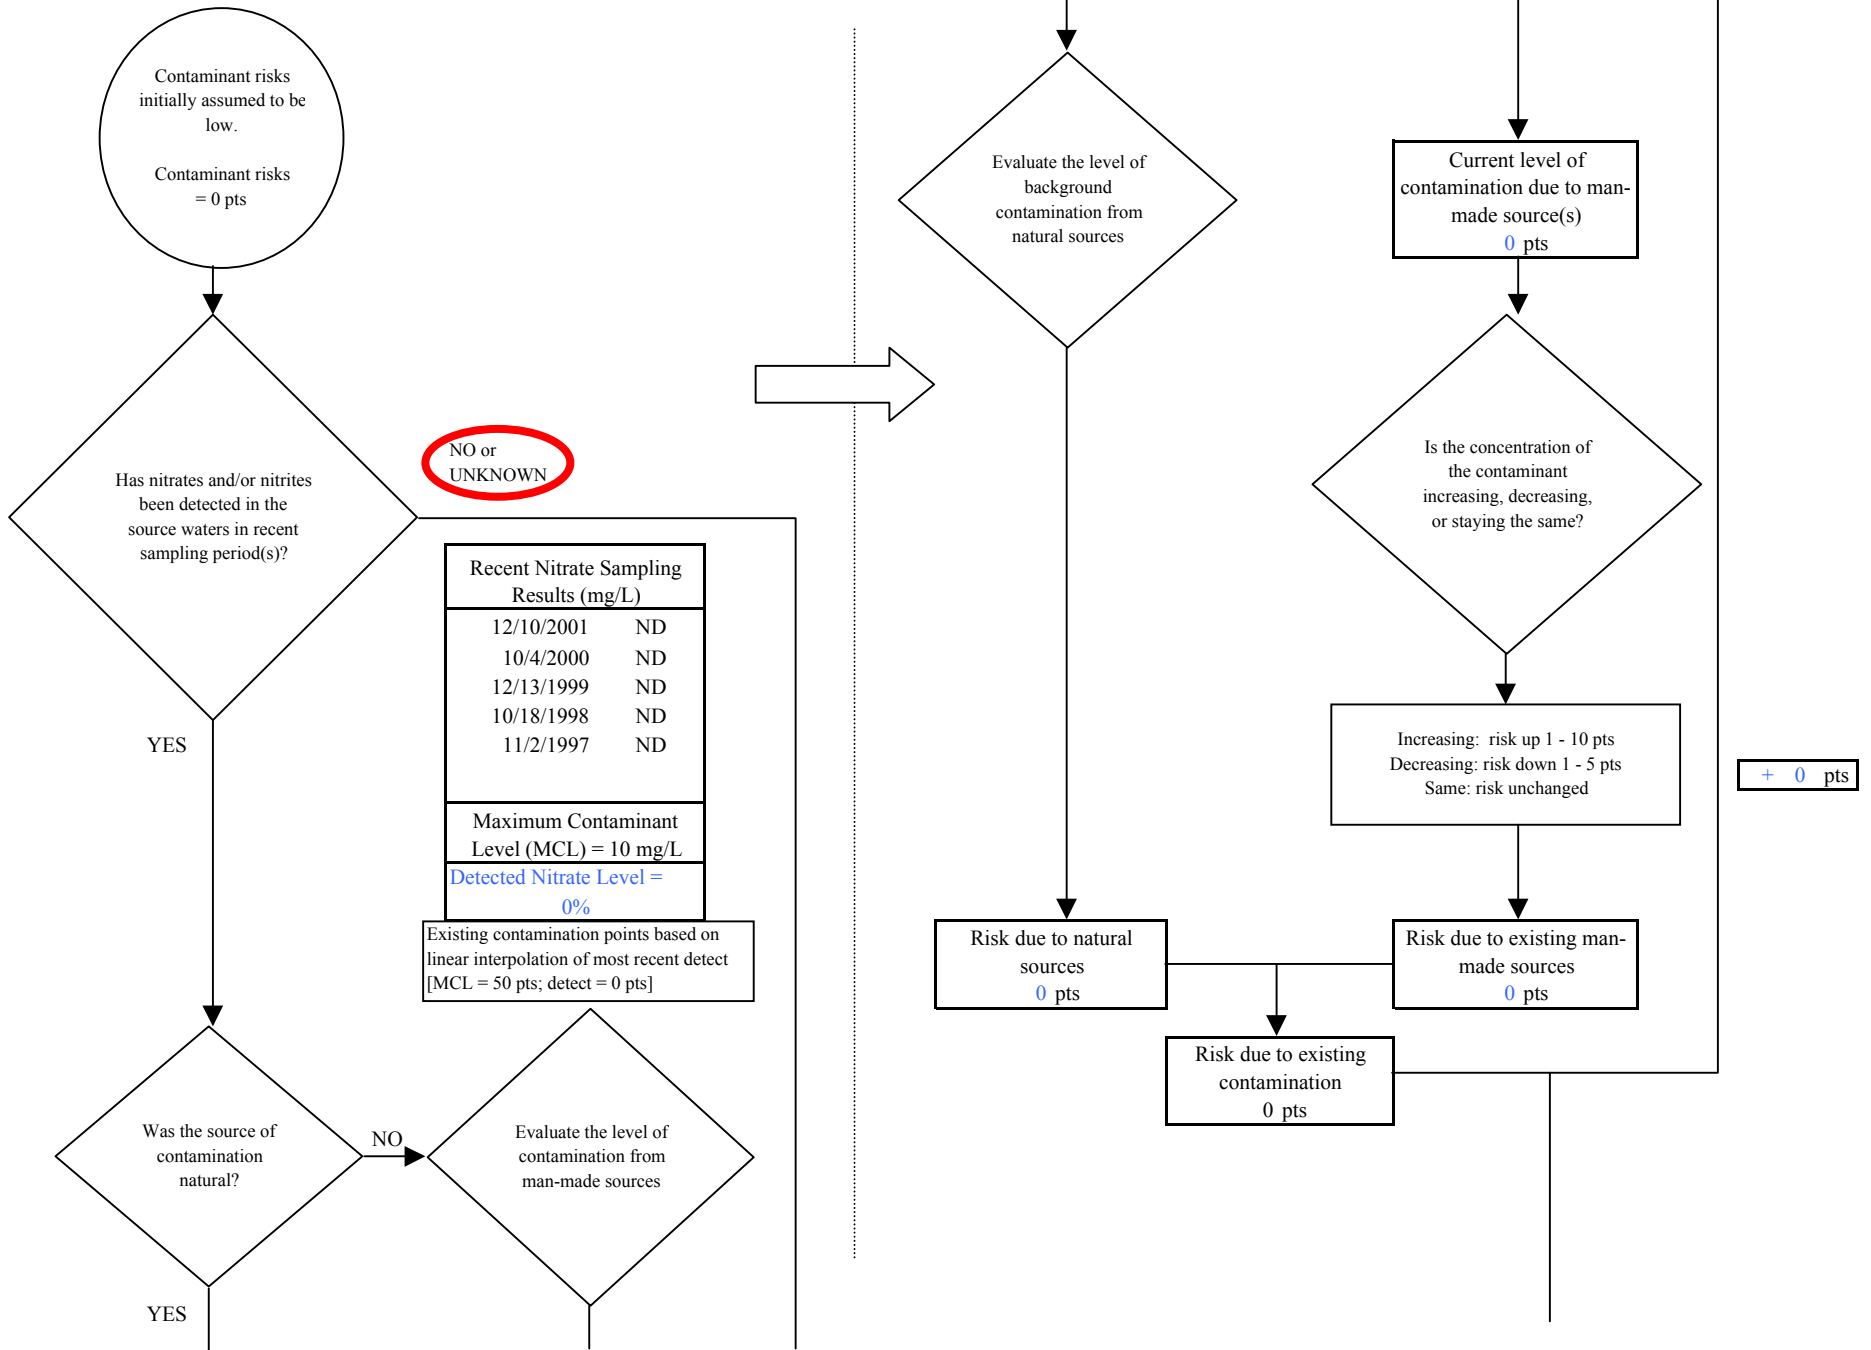 Contaminant risks
initially assumed to be
low.
Contaminant risks
= 0 pts
Has nitrates and/or nitrites
been detected in the
source waters in recent
sampling period(s)?
NO or
UNKNOWN
YES
Recent Nitrate Sampling
Results (mg/L)
12/10/2001 ND
10/4/2000 ND
12/13/1999 ND
10/18/1998 ND
11/2/1997 ND
Maximum Contaminant
Level (MCL) = 10 mg/L
Detected Nitrate Level =
0%
Existing contamination points based on
linear interpolation of most recent detect
[MCL = 50 pts; detect = 0 pts]
Was the source of
contamination
natural?
NO
YES
Evaluate the level of
contamination from
man-made sources
Evaluate the level of
background
contamination from
natural sources
Current level of
contamination due to man-
made source(s)
0 pts
Is the concentration of
the contaminant
increasing, decreasing,
or staying the same?
Increasing: risk up 1 - 10 pts
Decreasing: risk down 1 - 5 pts
Same: risk unchanged
+ 0 pts
Risk due to natural
sources
0 pts
Risk due to existing man-
made sources
0 pts
Risk due to existing
contamination
0 pts